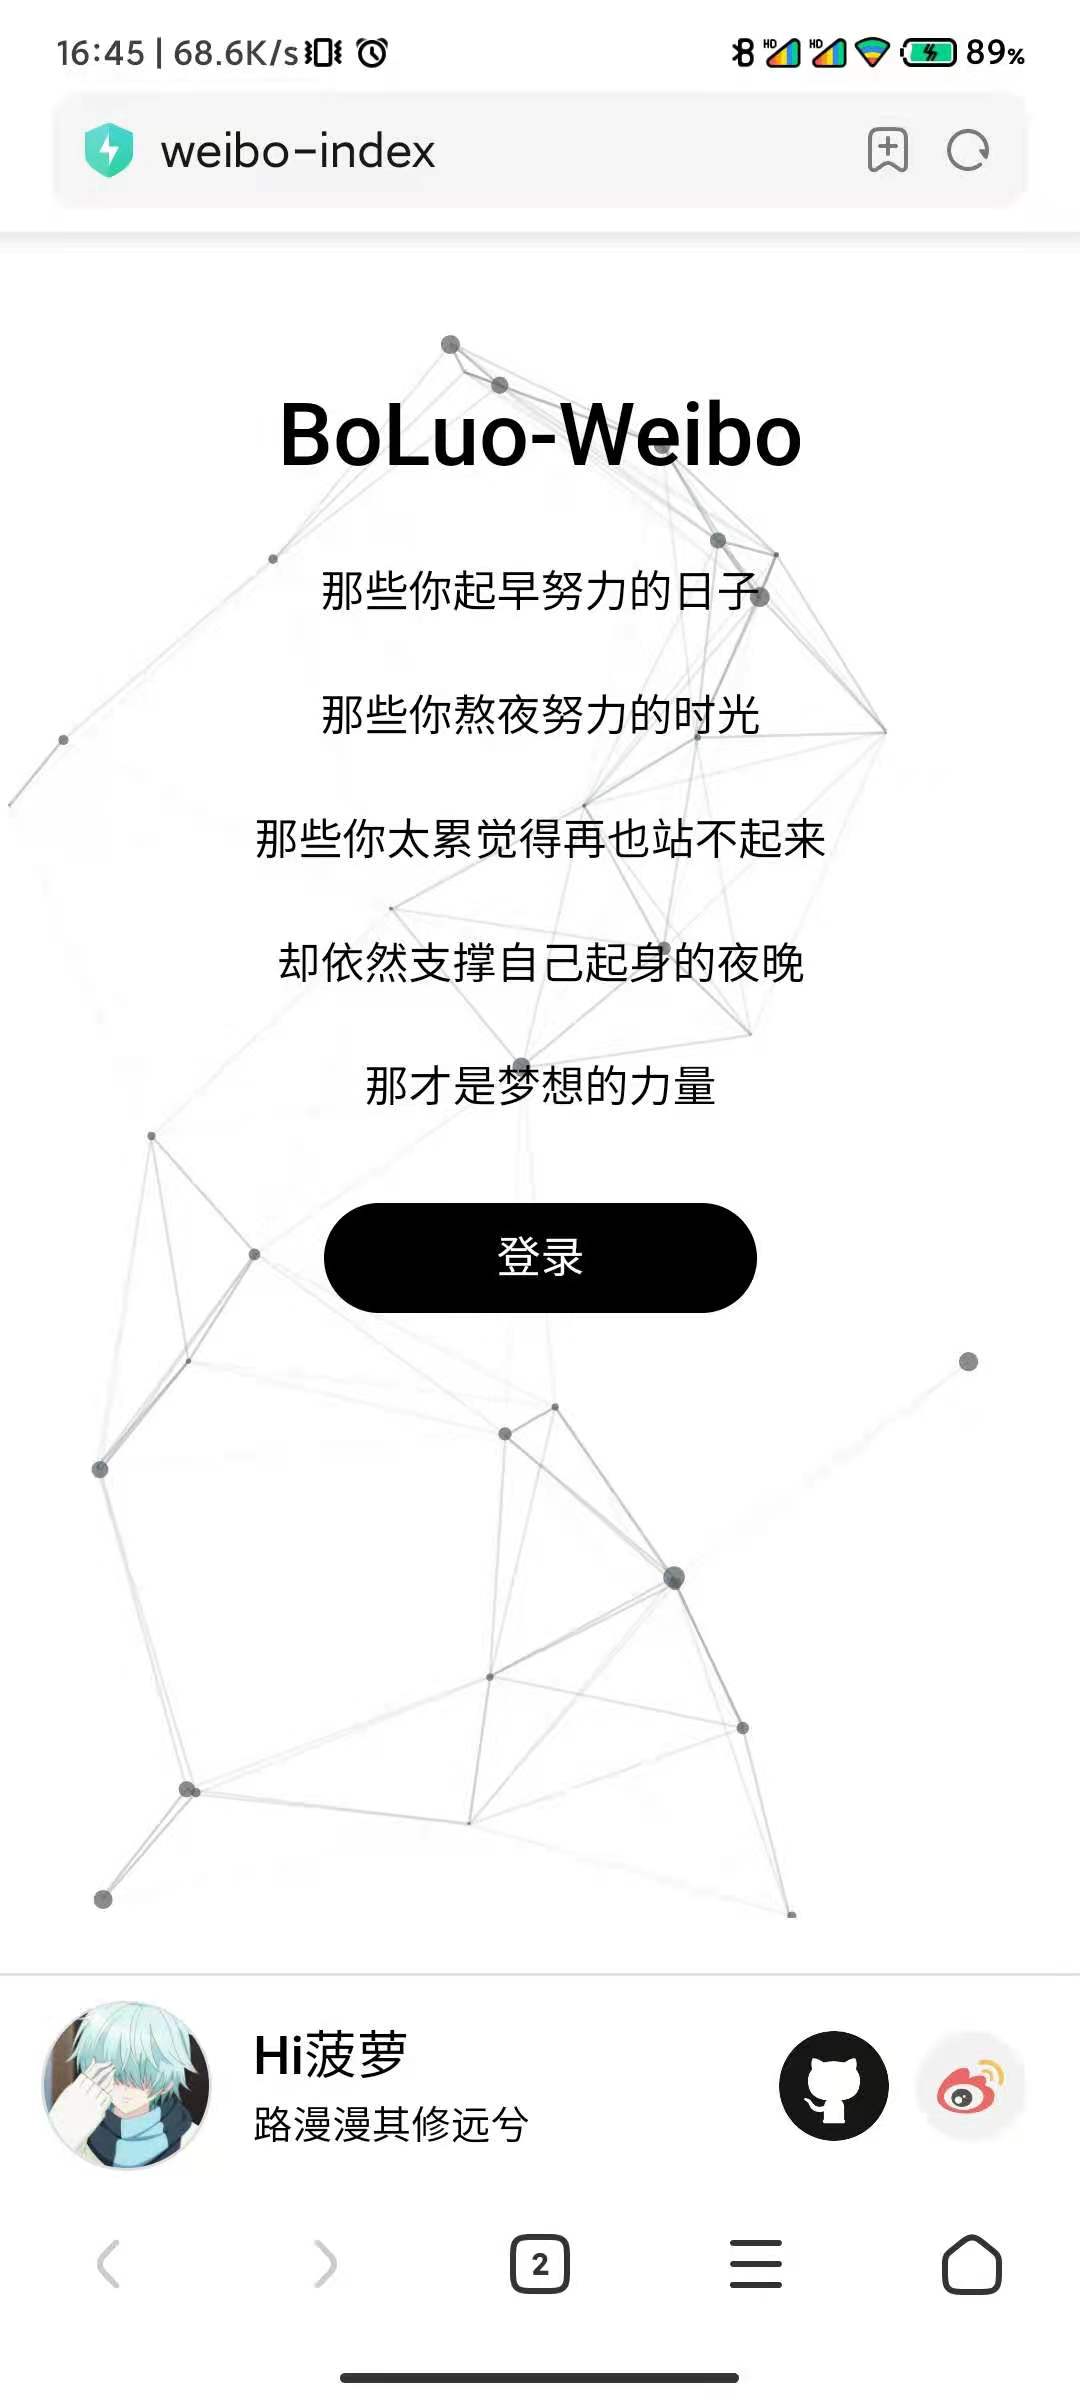 16:45 | 68.6K/s
HD HD 89%
weibo-index
BoLuo-Weibo
那些你起早努力的日子
那些你熬夜努力的时光
那些你太累觉得再也站不起来
却依然支撑自己起身的夜晚
那才是梦想的力量
登录
Hi菠萝
路漫漫其修远兮
2